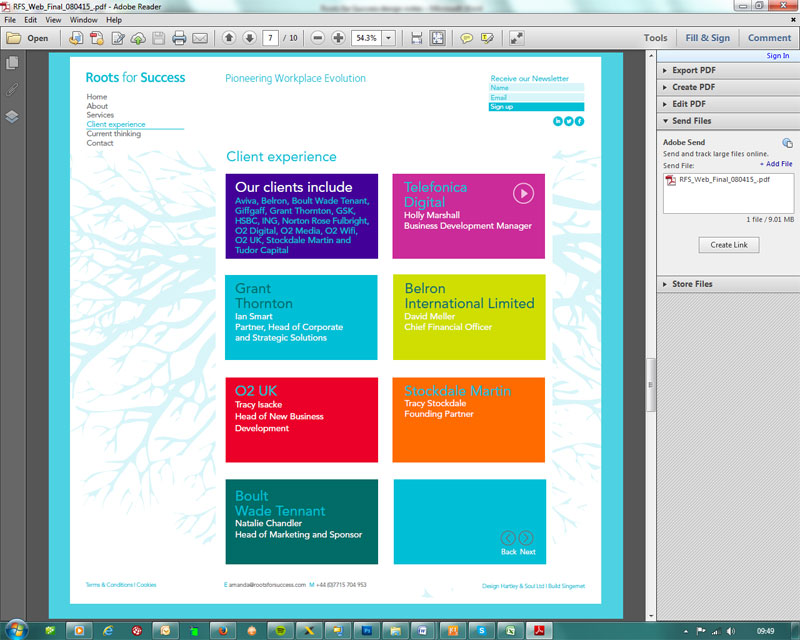 RFS_Web_Final_080415_.pdf - Adobe Reader
File Edit View Window Help
Open 7 / 10 54.3% Tools Fill & Sign Comment
Sign In
Export PDF
Create PDF
Edit PDF
Send Files
Adobe Send
Send and track large files online.
Send File: + Add File
RFS_Web_Final_080415_.pdf
1 file / 9.01 MB
Create Link
Store Files
Roots for Success
Pioneering Workplace Evolution
Receive our Newsletter
Name
Email
Sign up
Home
About
Services
Client experience
Current thinking
Contact
Client experience
Our clients include
Aviva, Belron, Boult Wade Tennant,
Giffgaff, Grant Thornton, GSK,
HSBC, ING, Norton Rose Fulbright,
O2 Digital, O2 Media, O2 Wifi,
O2 UK, Stockdale Martin and
Tudor Capital
Telefonica
Digital
Holly Marshall
Business Development Manager
Grant
Thornton
Ian Smart
Partner, Head of Corporate
and Strategic Solutions
Belron
International Limited
David Meller
Chief Financial Officer
O2 UK
Tracy Isacke
Head of New Business
Development
Stockdale Martin
Tracy Stockdale
Founding Partner
Boult
Wade Tennant
Natalie Chandler
Head of Marketing and Sponsor
Back Next
Terms & Conditions | Cookies
E amanda@rootsforsuccess.com M +44 (0)7715 704 953
Design Hartley & Soul Ltd | Build Singernet
09:49